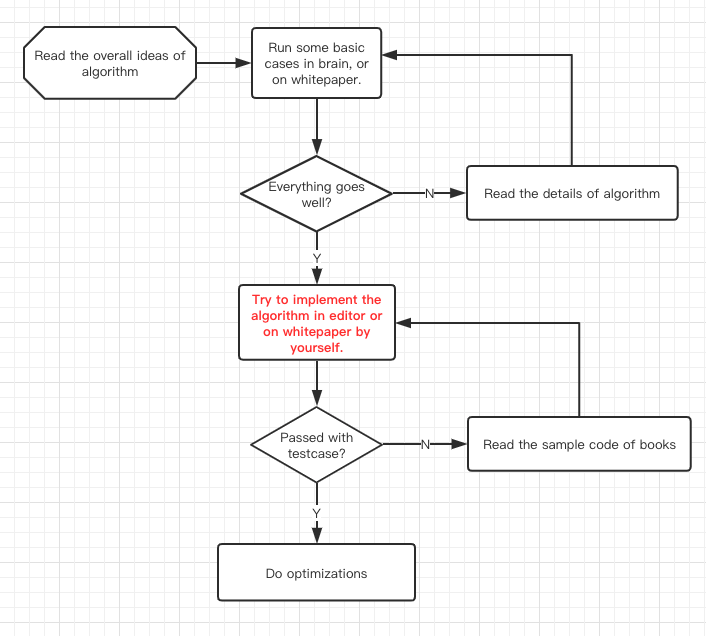 Read the overall ideas of
algorithm
Run some basic
cases in brain, or
on whitepaper.
Everything goes
well?
N
Read the details of algorithm
Y
Try to implement the
algorithm in editor or
on whitepaper by
yourself.
Passed with
testcase?
N
Read the sample code of books
Y
Do optimizations